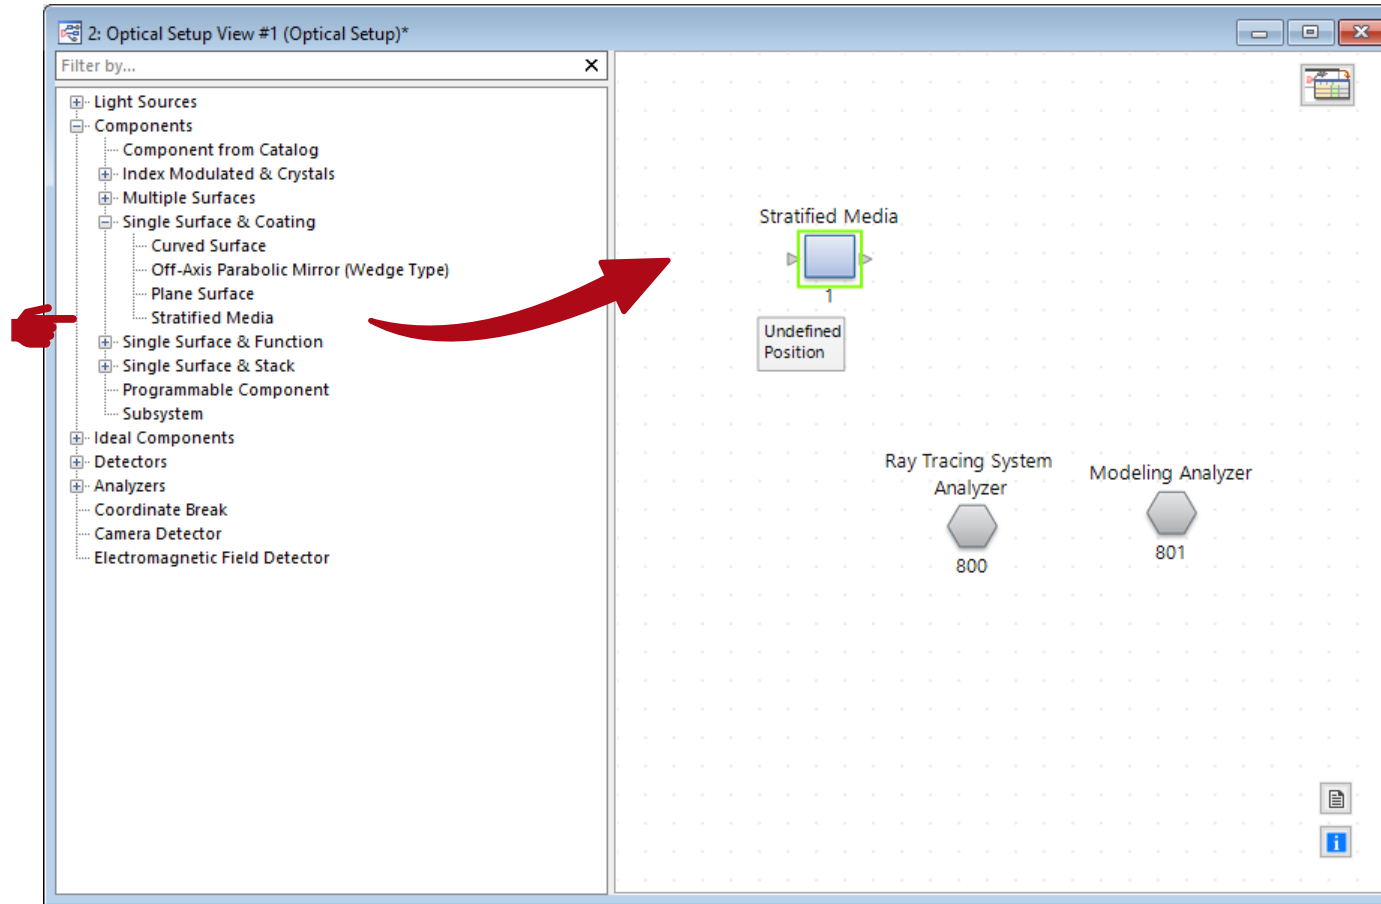 2: Optical Setup View #1 (Optical Setup)*
Filter by...
Light Sources
Components
Component from Catalog
Index Modulated & Crystals
Multiple Surfaces
Single Surface & Coating
Curved Surface
Off-Axis Parabolic Mirror (Wedge Type)
Plane Surface
Stratified Media
Single Surface & Function
Single Surface & Stack
Programmable Component
Subsystem
Ideal Components
Detectors
Analyzers
Coordinate Break
Camera Detector
Electromagnetic Field Detector
Stratified Media
1
Undefined
Position
Ray Tracing System
Analyzer
800
Modeling Analyzer
801